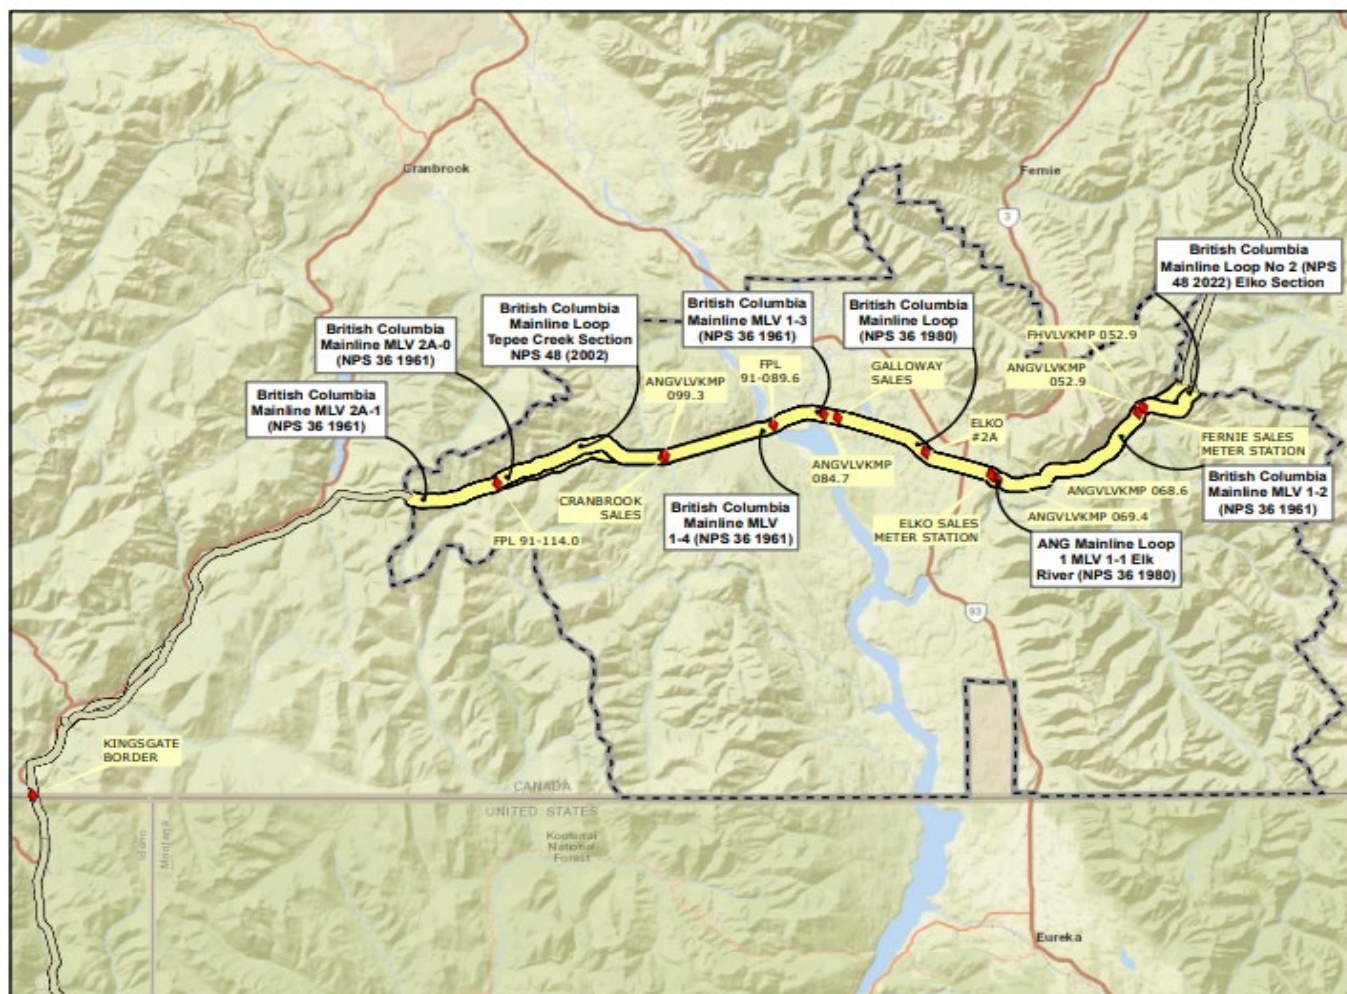 Cranbrook
Fernie
3
British Columbia
Mainline Loop No 2 (NPS
48 2022) Elko Section
British Columbia
Mainline Loop
Tepee Creek Section
NPS 48 (2002)
British Columbia
Mainline MLV 1-3
(NPS 36 1961)
British Columbia
Mainline Loop
(NPS 36 1980)
British Columbia
Mainline MLV 2A-0
(NPS 36 1961)
FHVLVKMP 052.9
ANGVLVKMP
052.9
FPL
91-089.6
GALLOWAY
SALES
ANGVLVKMP
099.3
British Columbia
Mainline MLV 2A-1
(NPS 36 1961)
ELKO
#2A
FERNIE SALES
METER STATION
ANGVLVKMP
084.7
British Columbia
Mainline MLV 1-2
(NPS 36 1961)
CRANBROOK
SALES
British Columbia
Mainline MLV
1-4 (NPS 36 1961)
ANGVLVKMP 068.6
ANGVLVKMP 069.4
ELKO SALES
METER STATION
FPL 91-114.0
ANG Mainline Loop
1 MLV 1-1 Elk
River (NPS 36 1980)
93
KINGSGATE
BORDER
CANADA
UNITED STATES
Idaho
Montana
Kootenai
National
Forest
Eureka